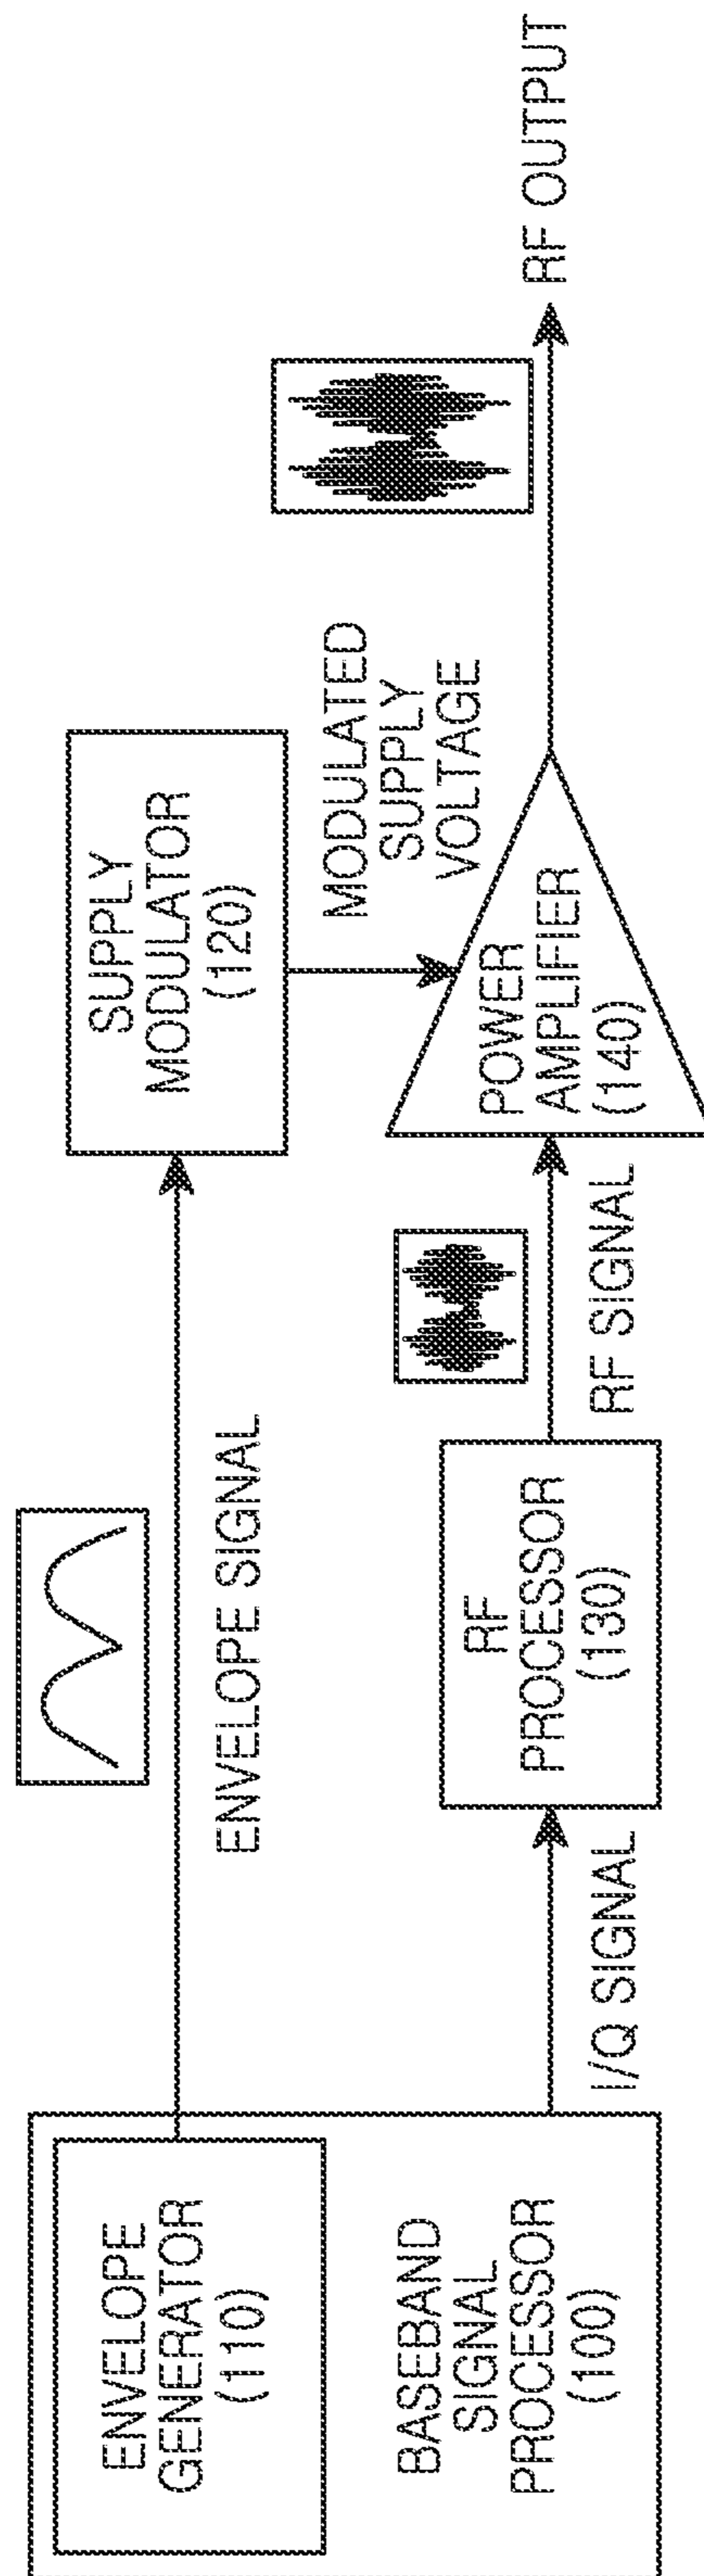 ENVELOPE
GENERATOR
(110)
BASEBAND
SIGNAL
PROCESSOR
(100)
ENVELOPE SIGNAL
I/Q SIGNAL
RF
PROCESSOR
(130)
RF SIGNAL
SUPPLY
MODULATOR
(120)
MODULATED
SUPPLY
VOLTAGE
POWER
AMPLIFIER
(140)
RF OUTPUT